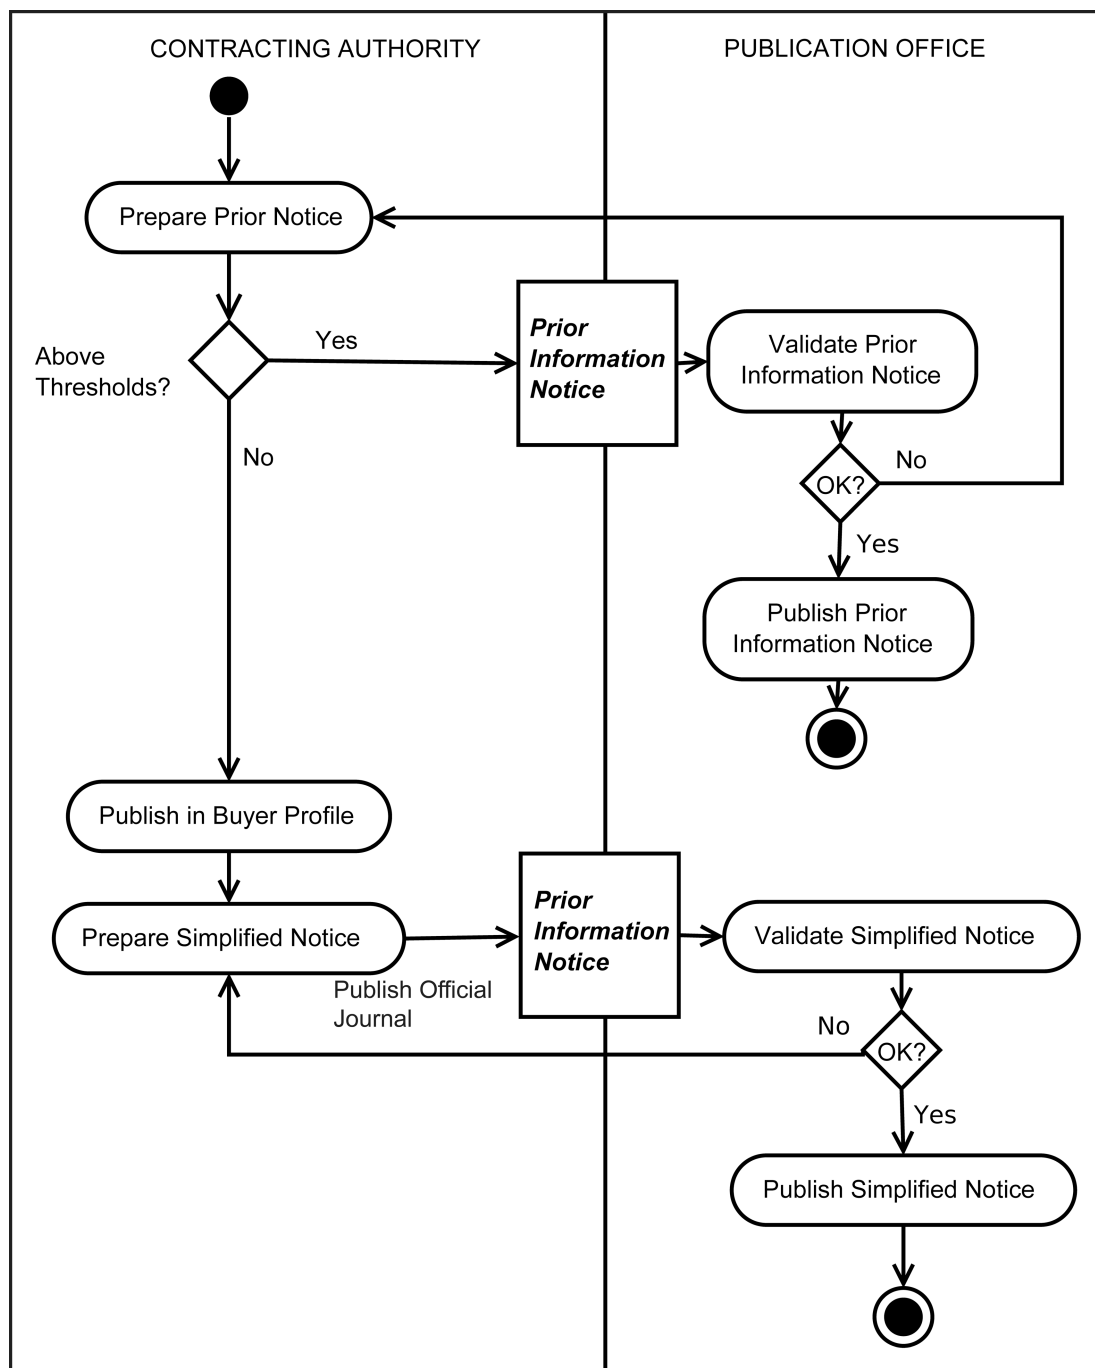 CONTRACTING AUTHORITY
PUBLICATION OFFICE
Prepare Prior Notice
Above
Thresholds?
Yes
No
Prior
Information
Notice
Validate Prior
Information Notice
OK?
No
Yes
Publish Prior
Information Notice
Publish in Buyer Profile
Prepare Simplified Notice
Publish Official
Journal
Prior
Information
Notice
Validate Simplified Notice
No
OK?
Yes
Publish Simplified Notice